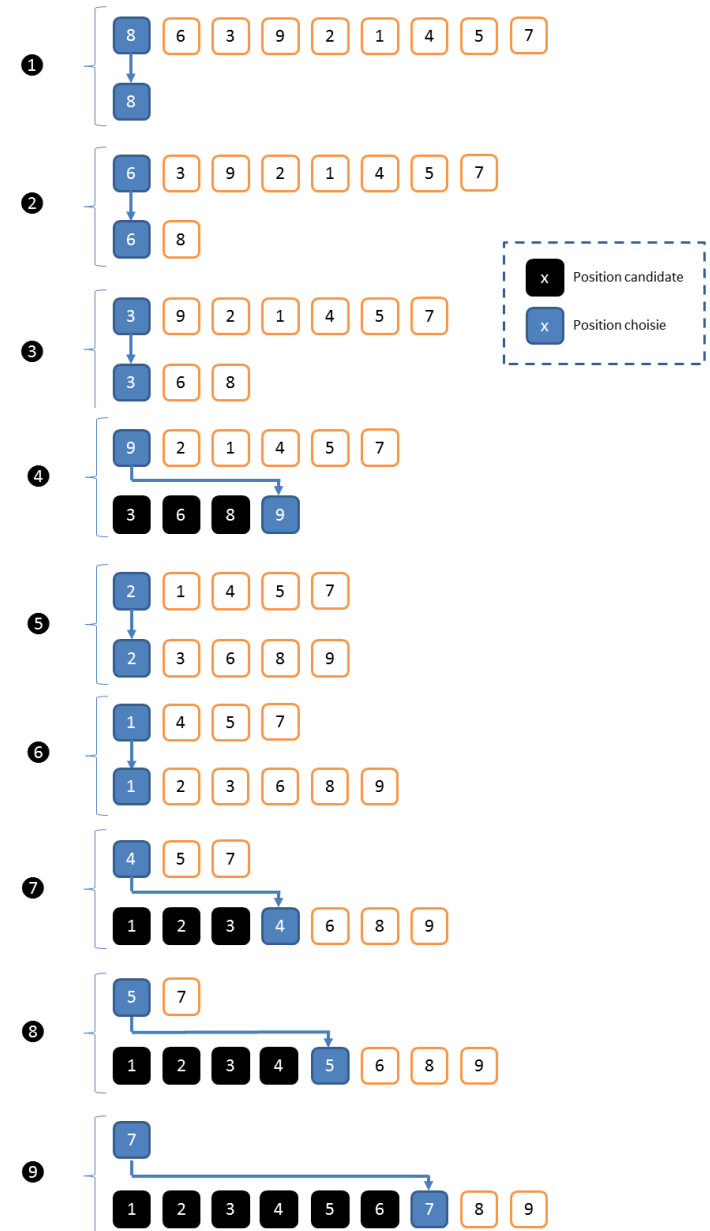 ❶
8 6 3 9 2 1 4 5 7
8
❷
6 3 9 2 1 4 5 7
6 8
x Position candidate
x Position choisie
❸
3 9 2 1 4 5 7
3 6 8
❹
9 2 1 4 5 7
3 6 8 9
❺
2 1 4 5 7
2 3 6 8 9
❻
1 4 5 7
1 2 3 6 8 9
❼
4 5 7
1 2 3 4 6 8 9
❽
5 7
1 2 3 4 5 6 8 9
❾
7
1 2 3 4 5 6 7 8 9